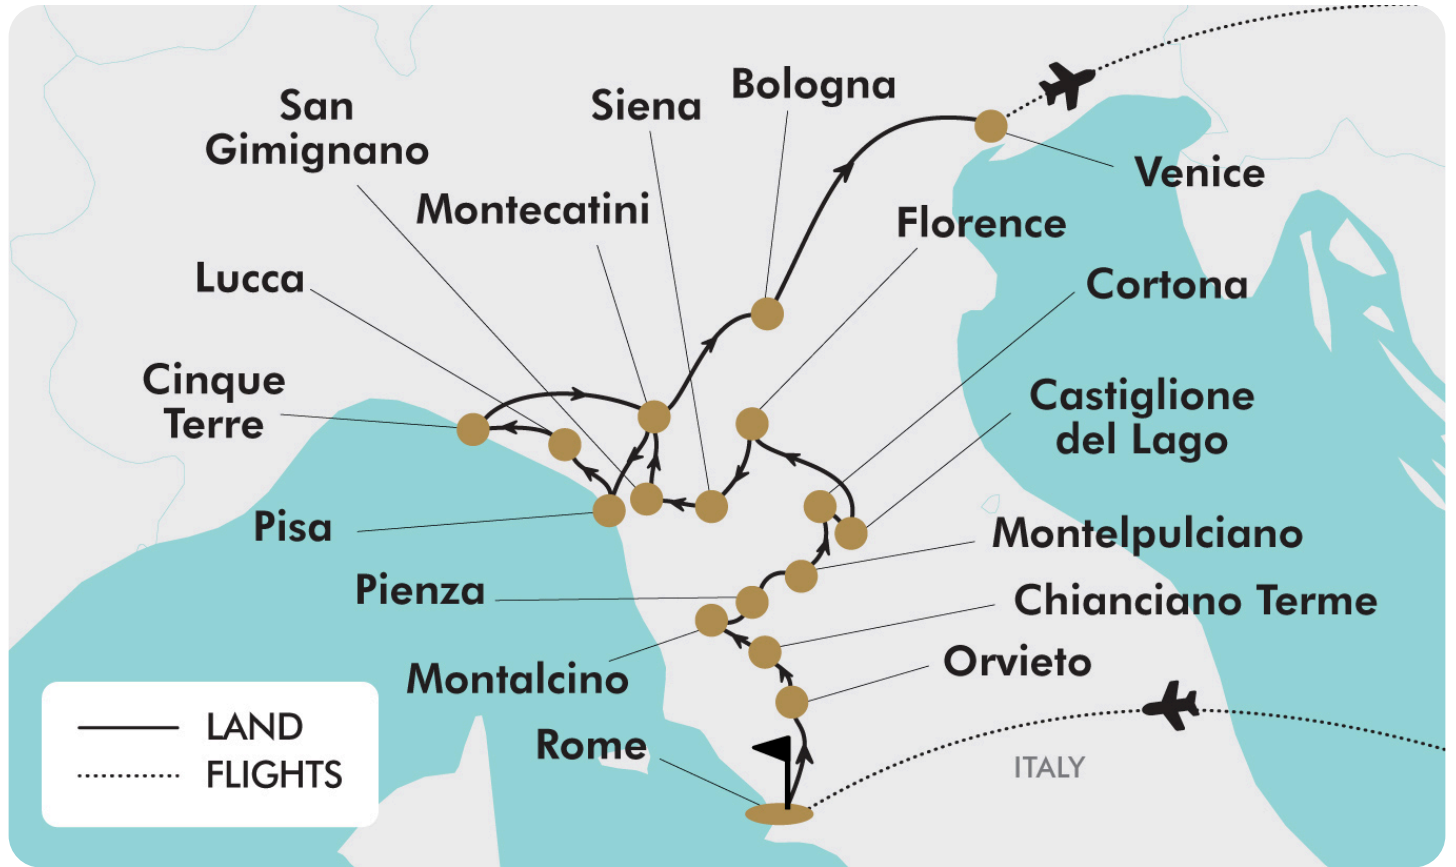 San
Gimignano
Siena
Bologna
Venice
Montecatini
Florence
Lucca
Cortona
Cinque
Terre
Castiglione
del Lago
Pisa
Montelpulciano
Pienza
Chianciano Terme
Montalcino
Orvieto
Rome
ITALY
LAND
FLIGHTS